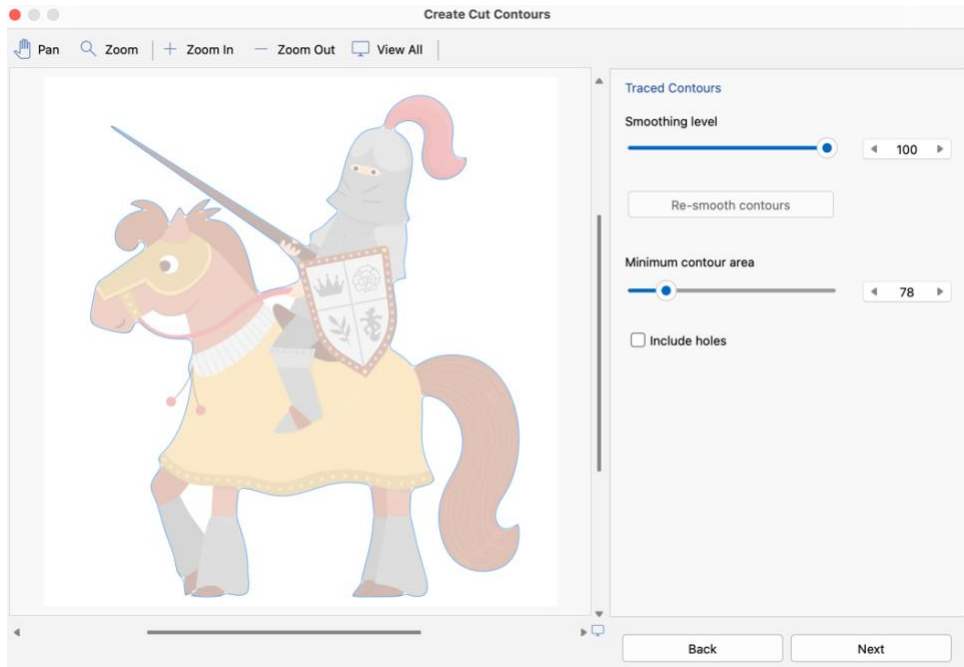 Create Cut Contours
Pan Zoom Zoom In Zoom Out View All
Traced Contours
Smoothing level
100
Re-smooth contours
Minimum contour area
78
Include holes
Back Next